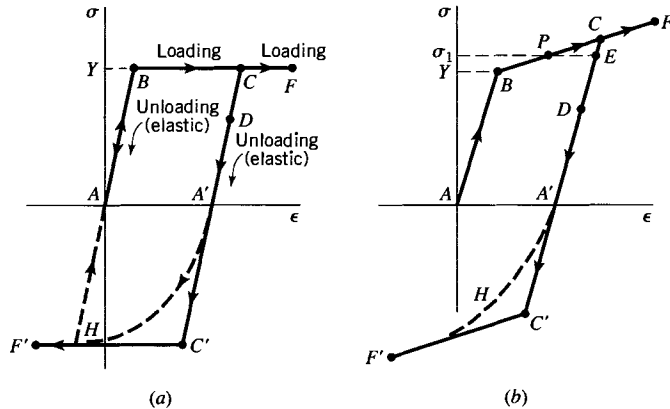 σ
Loading
Loading
Y
B
C
F
Unloading
(elastic)
D
Unloading
(elastic)
A
A′
ϵ
H
F′
C′
(a)
σ
C
F
P
σ1
E
Y
B
D
A
A′
ϵ
H
C′
F′
(b)